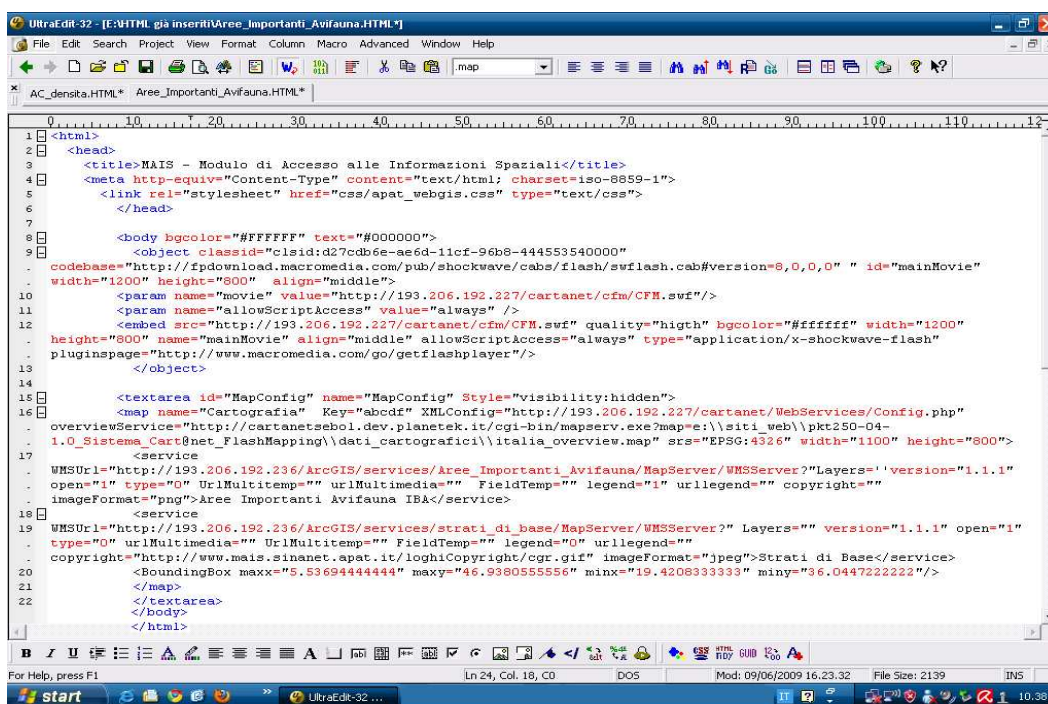 UltraEdit-32 - [E:\HTML già inseriti\Aree_Importanti_Avifauna.HTML*]
File Edit Search Project View Format Column Macro Advanced Window Help
.map
AC_densita.HTML* Aree_Importanti_Avifauna.HTML*
0 10 20 30 40 50 60 70 80 90 100 110 12
1 <html>
2 <head>
3 <title>MAIS - Modulo di Accesso alle Informazioni Spaziali</title>
4 <meta http-equiv="Content-Type" content="text/html; charset=iso-8859-1">
5 <link rel="stylesheet" href="css/apat_webgis.css" type="text/css">
6 </head>
7
8 <body bgcolor="#FFFFFF" text="#000000">
9 <object classid="clsid:d27cdb6e-ae6d-11cf-96b8-444553540000"
codebase="http://fpdownload.macromedia.com/pub/shockwave/cabs/flash/swflash.cab#version=8,0,0,0" " id="mainMovie"
width="1200" height="800" align="middle">
10 <param name="movie" value="http://193.206.192.227/cartanet/cfm/CFM.swf"/>
11 <param name="allowScriptAccess" value="always" />
12 <embed src="http://193.206.192.227/cartanet/cfm/CFM.swf" quality="higth" bgcolor="#ffffff" width="1200"
height="800" name="mainMovie" align="middle" allowScriptAccess="always" type="application/x-shockwave-flash"
pluginspage="http://www.macromedia.com/go/getflashplayer"/>
13 </object>
14
15 <textarea id="MapConfig" name="MapConfig" Style="visibility:hidden">
16 <map name="Cartografia" Key="abcdf" XMLConfig="http://193.206.192.227/cartanet/WebServices/Config.php"
overviewService="http://cartanetsebol.dev.planetek.it/cgi-bin/mapserv.exe?map=e:\\siti_web\\pkt250-04-
1.0_Sistema_Cart@net_FlashMapping\\dati_cartografici\\italia_overview.map" srs="EPSG:4326" width="1100" height="800">
17 <service
WMSUrl="http://193.206.192.236/ArcGIS/services/Aree_Importanti_Avifauna/MapServer/WMSServer?"Layers=''version="1.1.1"
open="1" type="0" UrlMultitemp="" urlMultimedia="" FieldTemp="" legend="1" urllegend="" copyright=""
imageFormat="png">Aree Importanti Avifauna IBA</service>
18 <service
19 WMSUrl="http://193.206.192.236/ArcGIS/services/strati_di_base/MapServer/WMSServer?" Layers="" version="1.1.1" open="1"
type="0" urlMultimedia="" UrlMultitemp="" FieldTemp="" legend="0" urllegend=""
copyright="http://www.mais.sinanet.apat.it/loghiCopyright/cgr.gif" imageFormat="jpeg">Strati di Base</service>
20 <BoundingBox maxx="5.53694444444" maxy="46.9380555556" minx="19.4208333333" miny="36.0447222222"/>
21 </map>
22 </textarea>
</body>
</html>
For Help, press F1 Ln 24, Col. 18, C0 DOS Mod: 09/06/2009 16.23.32 File Size: 2139 INS
start UltraEdit-32 ... IT 10.38